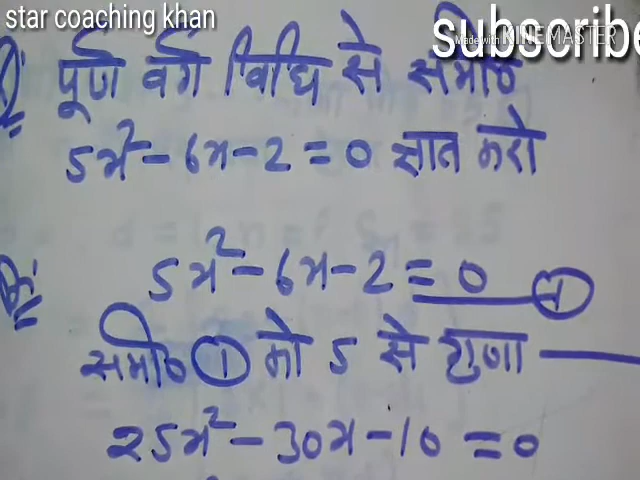 star coaching khan
subscribe
Made with KINEMASTER
पूर्ण वर्ग विधि से समी०
5x² - 6x - 2 = 0 ज्ञात करो
5x² - 6x - 2 = 0 ①
समी० ① को 5 से गुणा
25x² - 30x - 10 = 0